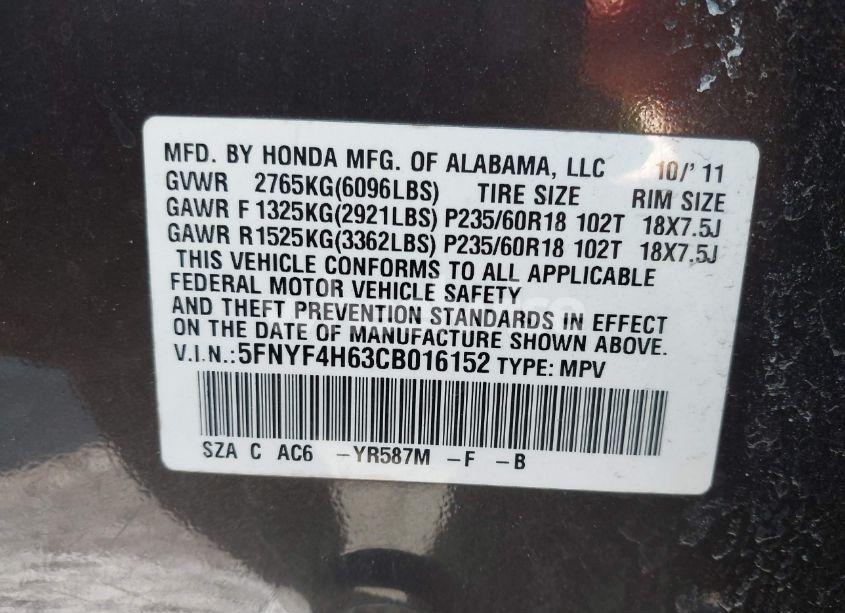 MFD. BY HONDA MFG. OF ALABAMA, LLC 10/' 11
GVWR 2765KG(6096LBS) TIRE SIZE RIM SIZE
GAWR F 1325KG(2921LBS) P235/60R18 102T 18X7.5J
GAWR R1525KG(3362LBS) P235/60R18 102T 18X7.5J
THIS VEHICLE CONFORMS TO ALL APPLICABLE
FEDERAL MOTOR VEHICLE SAFETY
AND THEFT PREVENTION STANDARDS IN EFFECT
ON THE DATE OF MANUFACTURE SHOWN ABOVE.
V.I.N.:5FNYF4H63CB016152 TYPE: MPV
SZA C AC6 -YR587M -F -B